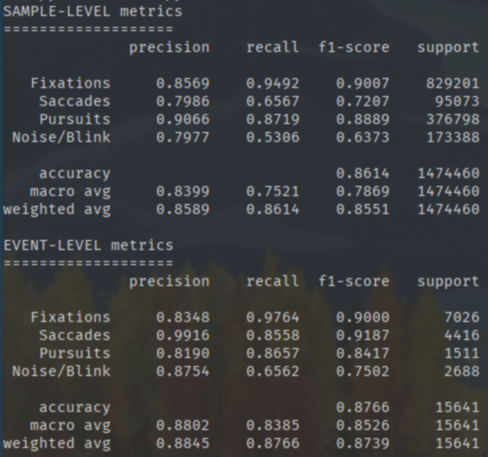 SAMPLE-LEVEL metrics
===================
precision recall f1-score support
Fixations 0.8569 0.9492 0.9007 829201
Saccades 0.7986 0.6567 0.7207 95073
Pursuits 0.9066 0.8719 0.8889 376798
Noise/Blink 0.7977 0.5306 0.6373 173388
accuracy 0.8614 1474460
macro avg 0.8399 0.7521 0.7869 1474460
weighted avg 0.8589 0.8614 0.8551 1474460
EVENT-LEVEL metrics
===================
precision recall f1-score support
Fixations 0.8348 0.9764 0.9000 7026
Saccades 0.9916 0.8558 0.9187 4416
Pursuits 0.8190 0.8657 0.8417 1511
Noise/Blink 0.8754 0.6562 0.7502 2688
accuracy 0.8766 15641
macro avg 0.8802 0.8385 0.8526 15641
weighted avg 0.8845 0.8766 0.8739 15641